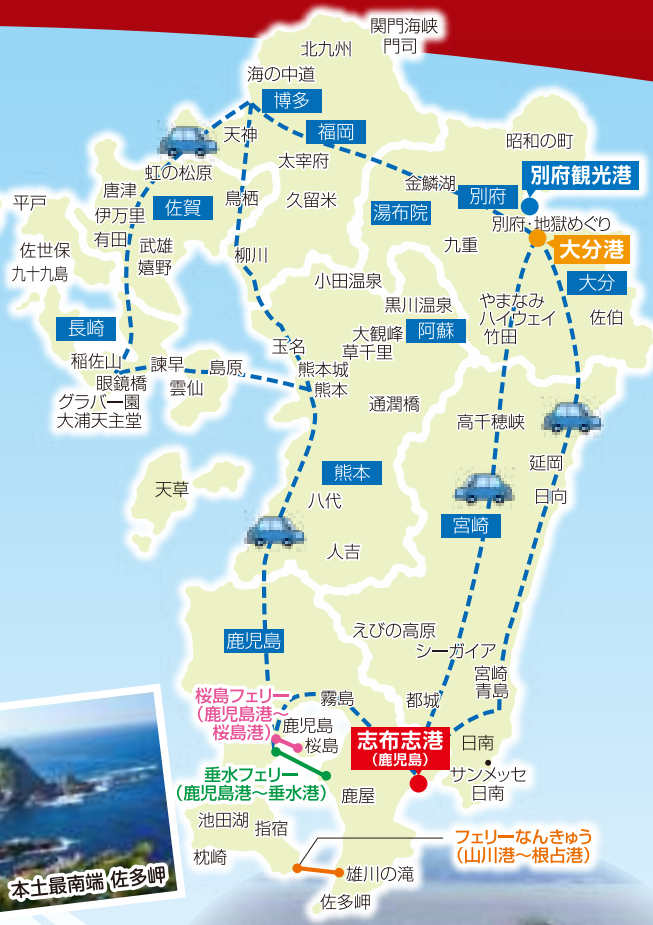 関門海峡
門司
北九州
海の中道
博多
天神
福岡
昭和の町
太宰府
虹の松原
金鱗湖
別府観光港
唐津
鳥栖
久留米
湯布院
別府
平戸
伊万里
佐賀
別府・地獄めぐり
有田
武雄
大分港
佐世保
嬉野
柳川
九重
九十九島
小田温泉
大分
黒川温泉
やまなみ
ハイウェイ
竹田
佐伯
長崎
大観峰
草千里
阿蘇
玉名
稲佐山
諫早
島原
熊本城
熊本
眼鏡橋
雲仙
グラバー園
大浦天主堂
通潤橋
高千穂峡
延岡
熊本
日向
天草
八代
宮崎
人吉
鹿児島
えびの高原
シーガイア
宮崎
青島
桜島フェリー
(鹿児島港〜
桜島港)
霧島
都城
鹿児島
桜島
志布志港
(鹿児島)
日南
垂水フェリー
(鹿児島港〜垂水港)
サンメッセ
日南
鹿屋
池田湖
指宿
枕崎
フェリーなんきゅう
(山川港〜根占港)
雄川の滝
佐多岬
本土最南端 佐多岬